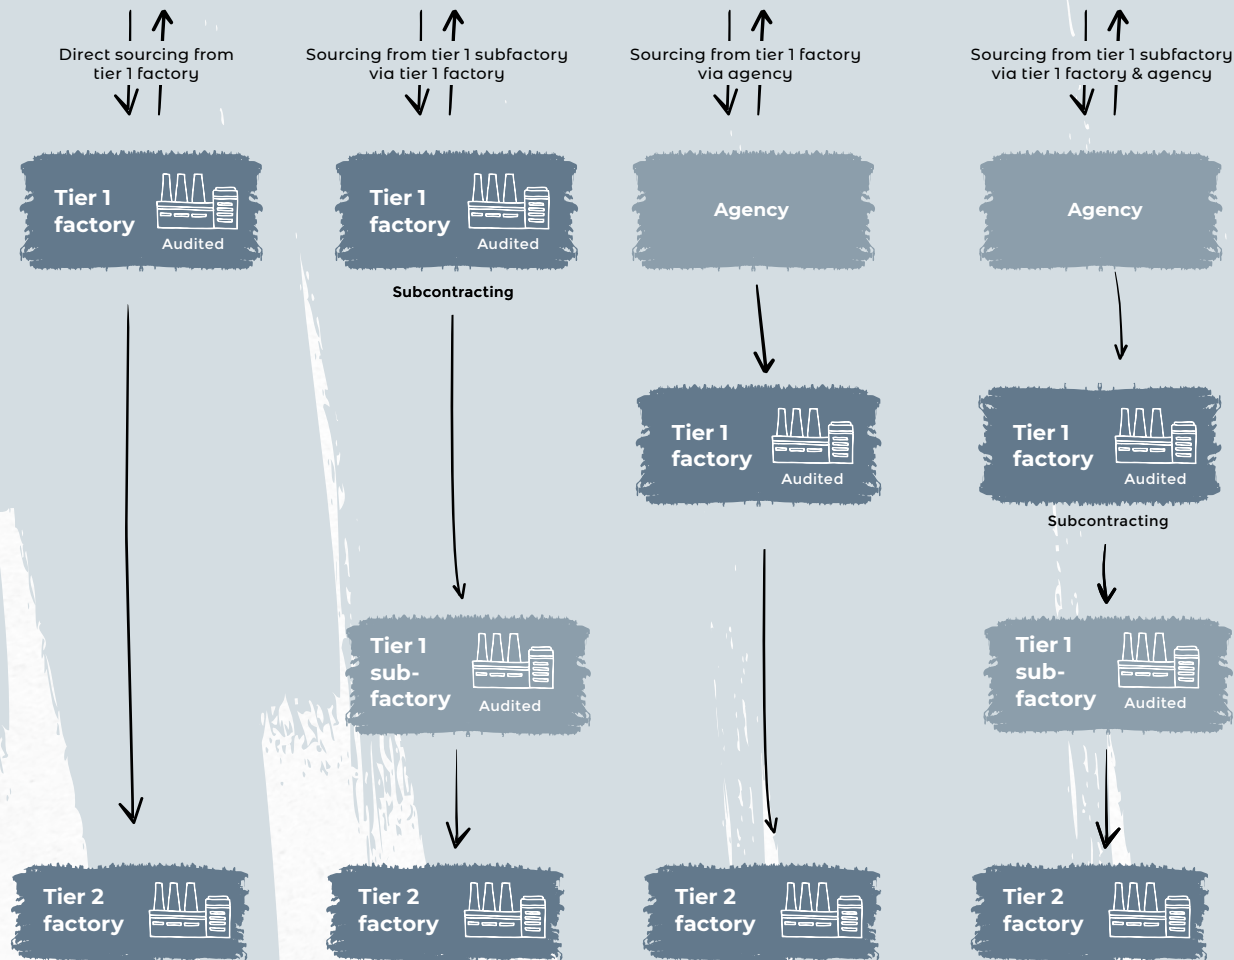 Direct sourcing from
tier 1 factory
Sourcing from tier 1 subfactory
via tier 1 factory
Sourcing from tier 1 factory
via agency
Sourcing from tier 1 subfactory
via tier 1 factory & agency
Tier 1
factory
Audited
Tier 1
factory
Audited
Agency
Agency
Subcontracting
Tier 1
factory
Audited
Tier 1
factory
Audited
Subcontracting
Tier 1
sub-
factory
Audited
Tier 1
sub-
factory
Audited
Tier 2
factory
Tier 2
factory
Tier 2
factory
Tier 2
factory